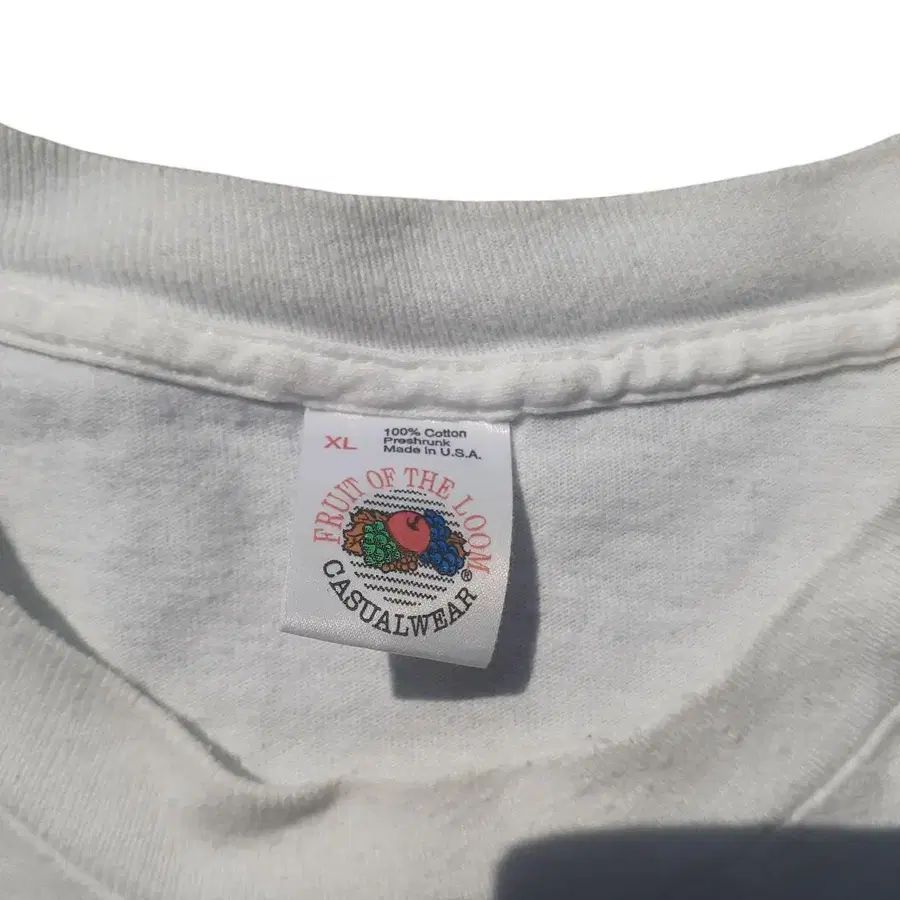 XL
100% Cotton
Preshrunk
Made in U.S.A.
FRUIT OF THE LOOM
®
CASUALWEAR